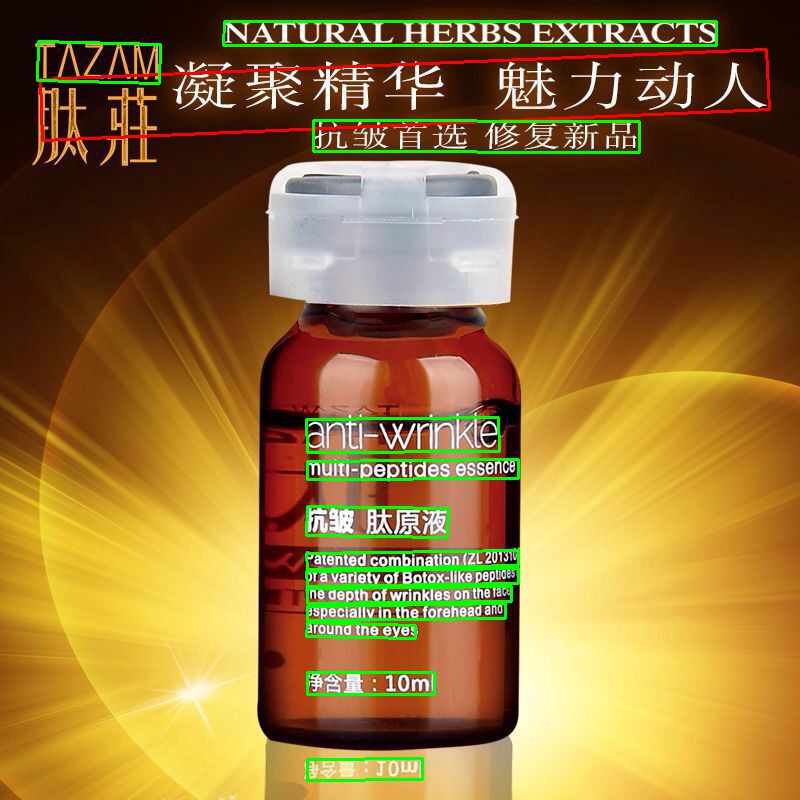 NATURAL HERBS EXTRACTS
TAZAM
肽莊
凝聚精华 魅力动人
抗皱首选 修复新品
anti-wrinkle
multi-peptides essence
抗皱 肽原液
Patented combination (ZL 201310
of a variety of Botox-like peptides
the depth of wrinkles on the face
especially in the forehead and
around the eyes
净含量：10ml